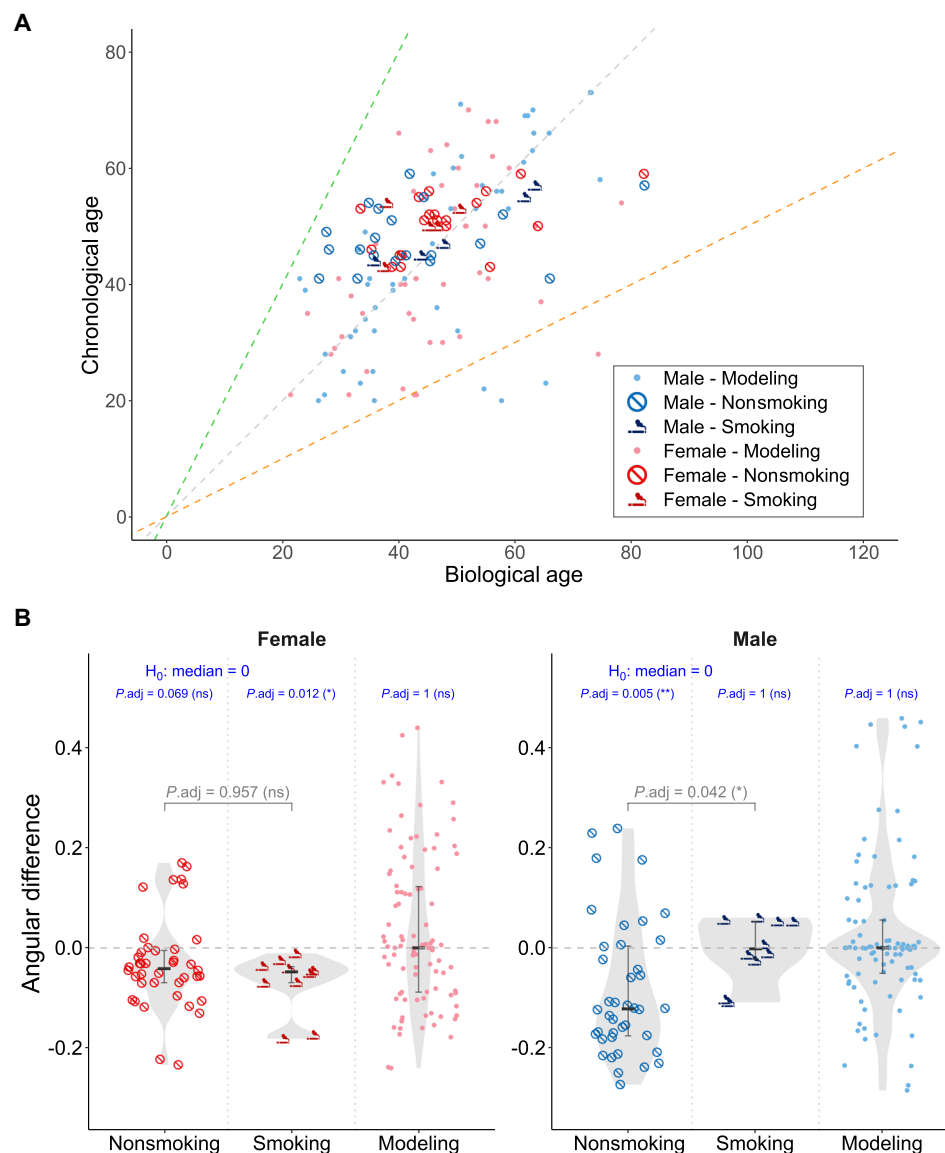 A
80
60
40
20
0
Chronological age
Male - Modeling
Male - Nonsmoking
Male - Smoking
Female - Modeling
Female - Nonsmoking
Female - Smoking
0 20 40 60 80 100 120
Biological age
B
Female
Male
H0: median = 0
H0: median = 0
P.adj = 0.069 (ns) P.adj = 0.012 (*) P.adj = 1 (ns)
P.adj = 0.005 (**) P.adj = 1 (ns) P.adj = 1 (ns)
P.adj = 0.957 (ns)
P.adj = 0.042 (*)
0.4
0.2
0.0
-0.2
0.4
0.2
0.0
-0.2
Angular difference
Nonsmoking Smoking Modeling
Nonsmoking Smoking Modeling